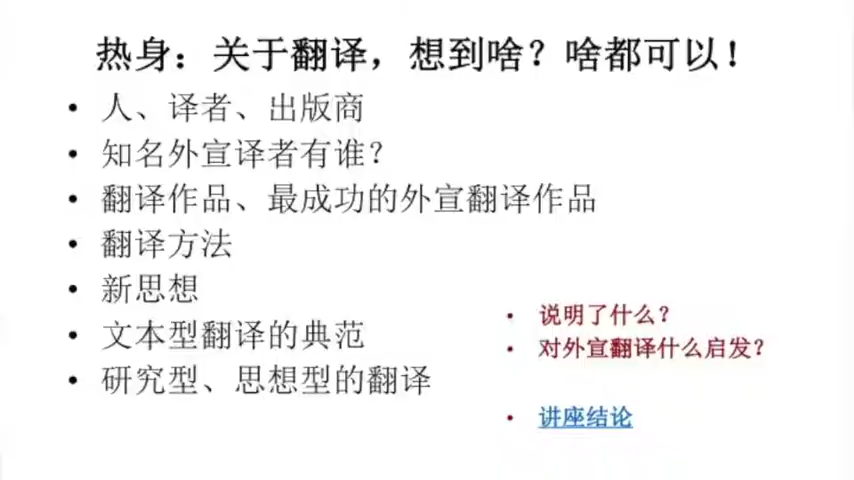 热身：关于翻译，想到啥？啥都可以！
• 人、译者、出版商
• 知名外宣译者有谁？
• 翻译作品、最成功的外宣翻译作品
• 翻译方法
• 新思想
• 文本型翻译的典范
• 研究型、思想型的翻译
• 说明了什么？
• 对外宣翻译什么启发？
• 讲座结论